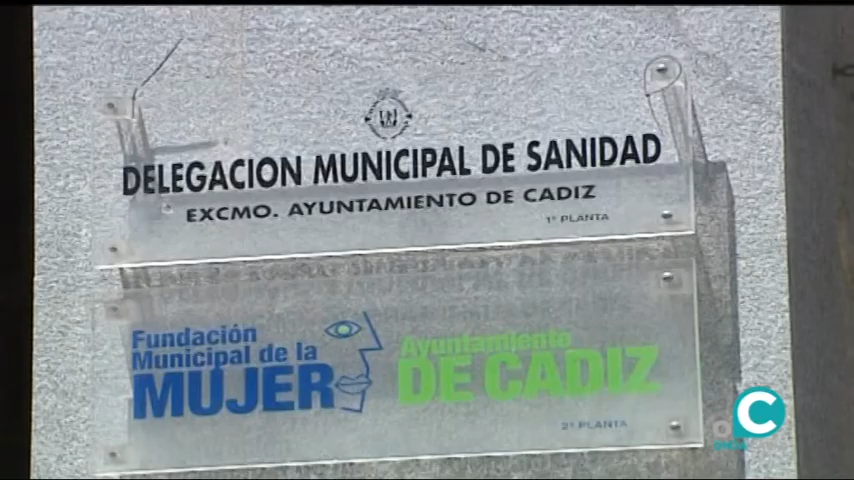 DELEGACION MUNICIPAL DE SANIDAD
EXCMO. AYUNTAMIENTO DE CADIZ
1ª PLANTA
Fundación
Municipal de la
MUJER
Ayuntamiento
DE CADIZ
2ª PLANTA